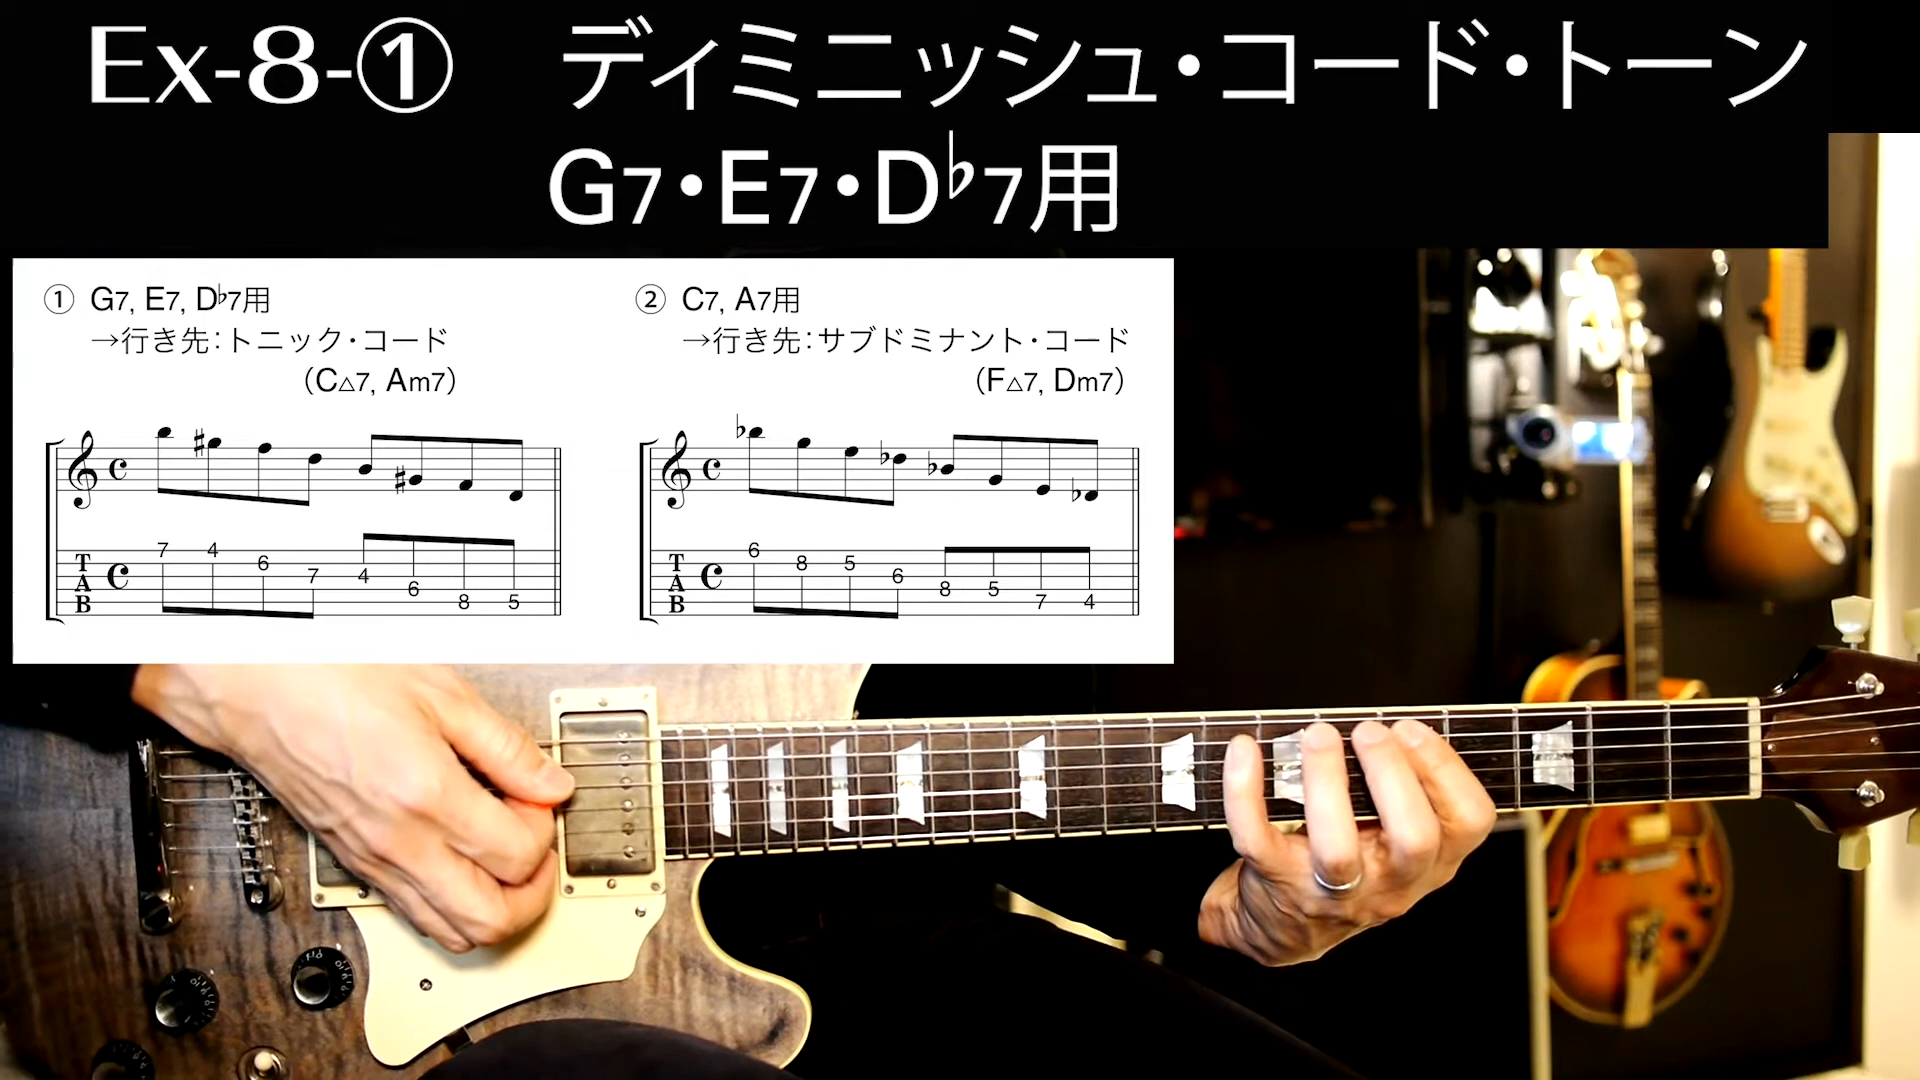 Ex-8-① ディミニッシュ・コード・トーン
G7・E7・D♭7用
① G7, E7, D♭7用
→行き先：トニック・コード
（C△7, Am7）
7 4 6 7 4 6 8 5
T
A
B
② C7, A7用
→行き先：サブドミナント・コード
（F△7, Dm7）
6 8 5 6 8 5 7 4
T
A
B